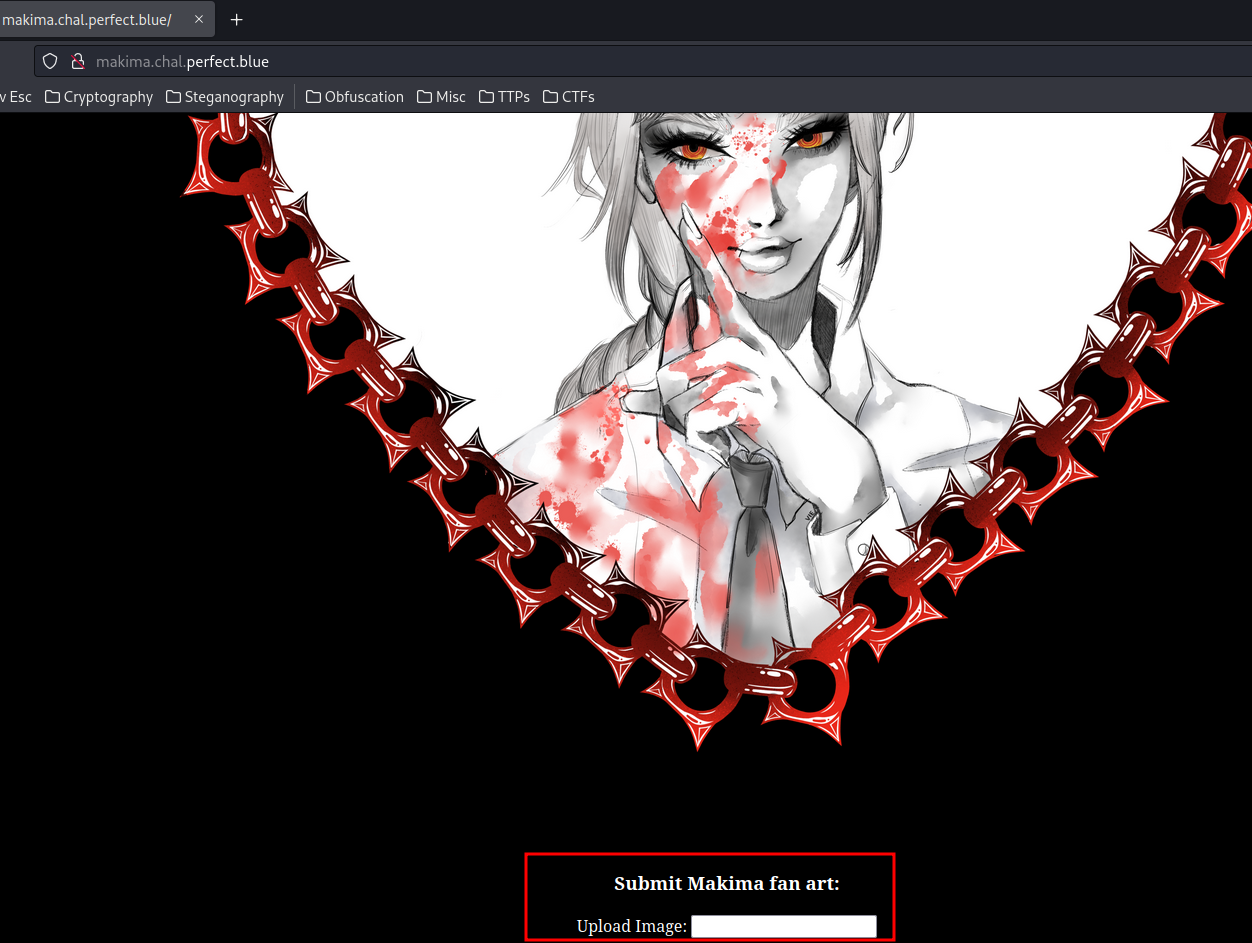 makima.chal.perfect.blue/
makima.chal.perfect.blue
Esc Cryptography Steganography Obfuscation Misc TTPs CTFs
Submit Makima fan art:
Upload Image: